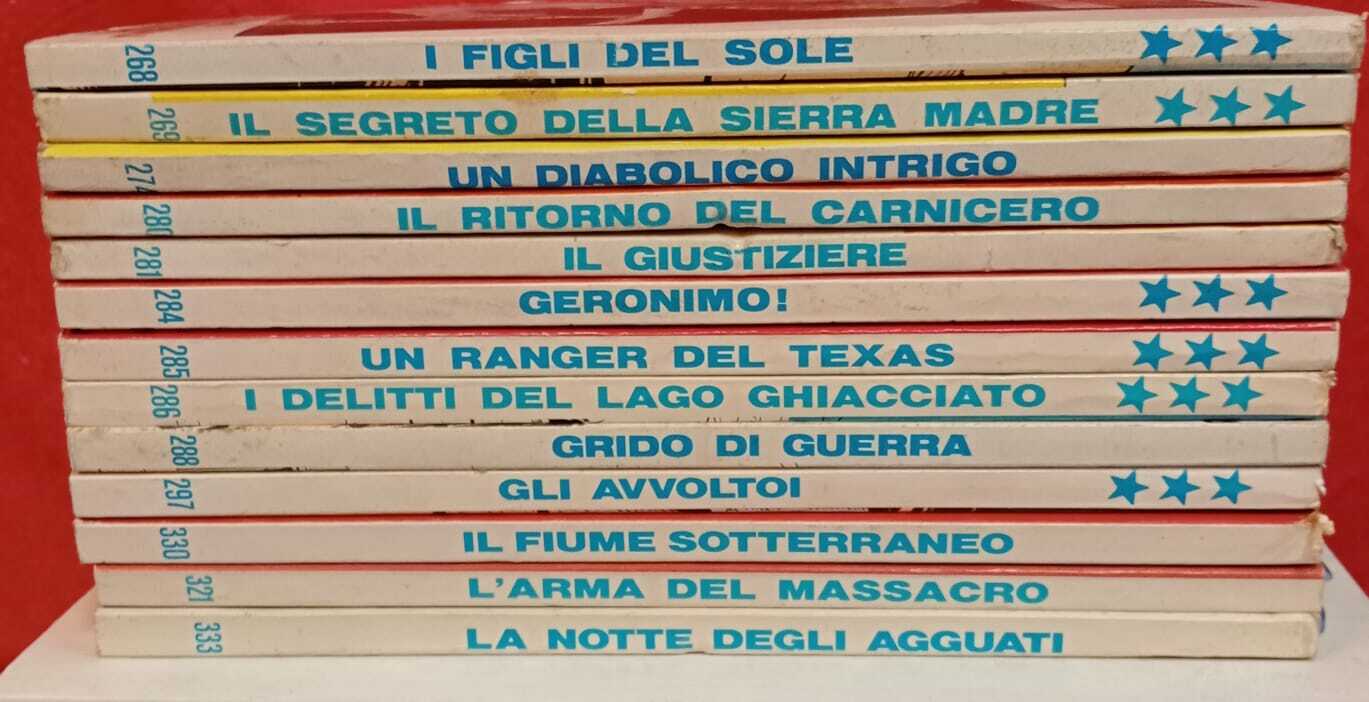 268 I FIGLI DEL SOLE ★★★
269 IL SEGRETO DELLA SIERRA MADRE ★★★
274 UN DIABOLICO INTRIGO
280 IL RITORNO DEL CARNICERO
281 IL GIUSTIZIERE
284 GERONIMO! ★★★
285 UN RANGER DEL TEXAS ★★★
286 I DELITTI DEL LAGO GHIACCIATO ★★★
288 GRIDO DI GUERRA
297 GLI AVVOLTOI ★★★
330 IL FIUME SOTTERRANEO
321 L'ARMA DEL MASSACRO
333 LA NOTTE DEGLI AGGUATI